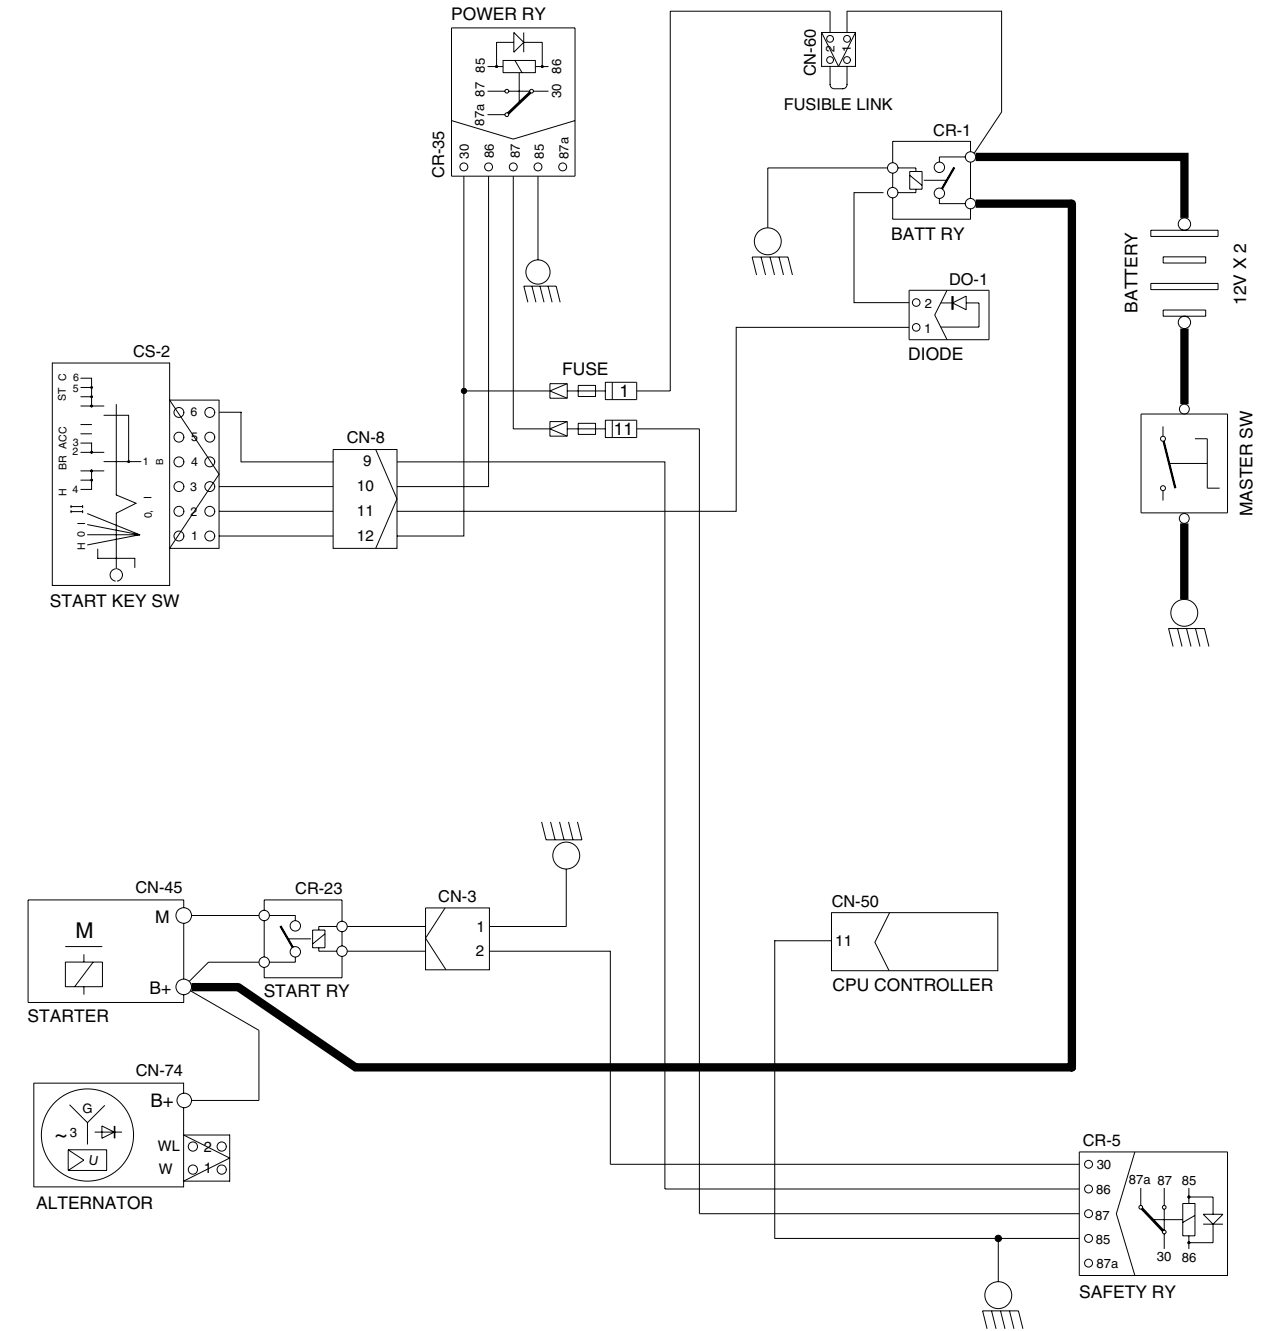 POWER RY
85
86
87
30
87a
CR-35
30
86
87
85
87a
CN-60
2
1
FUSIBLE LINK
CR-1
BATT RY
BATTERY
12V X 2
DO-1
2
1
DIODE
MASTER SW
CS-2
ST C
6
5
BR ACC
3
2
1 B
H
4
II
I
0
H
0, I
6
5
4
3
2
1
START KEY SW
FUSE
1
11
CN-8
9
10
11
12
CN-45
M
M
B+
STARTER
CR-23
START RY
CN-3
1
2
CN-50
11
CPU CONTROLLER
CN-74
B+
G
~3
U
WL
2
W
1
ALTERNATOR
CR-5
30
86
87
85
87a
87a 87 85
30 86
SAFETY RY